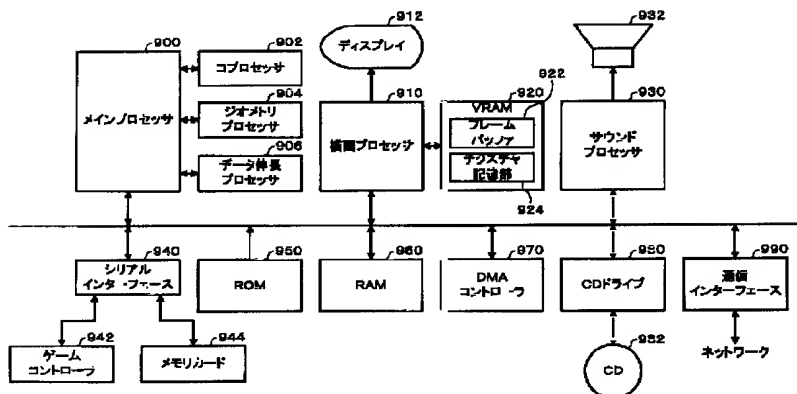 900
メインプロセッサ
902
コプロセッサ
904
ジオメトリ
プロセッサ
906
データ伸長
プロセッサ
912
ディスプレイ
910
描画プロセッサ
920
VRAM
922
フレーム
バッファ
テクスチャ
記憶部
924
932
930
サウンド
プロセッサ
940
シリアル
インターフェース
942
ゲーム
コントローラ
944
メモリカード
950
ROM
960
RAM
970
DMA
コントローラ
980
CDドライブ
982
CD
990
通信
インターフェース
ネットワーク